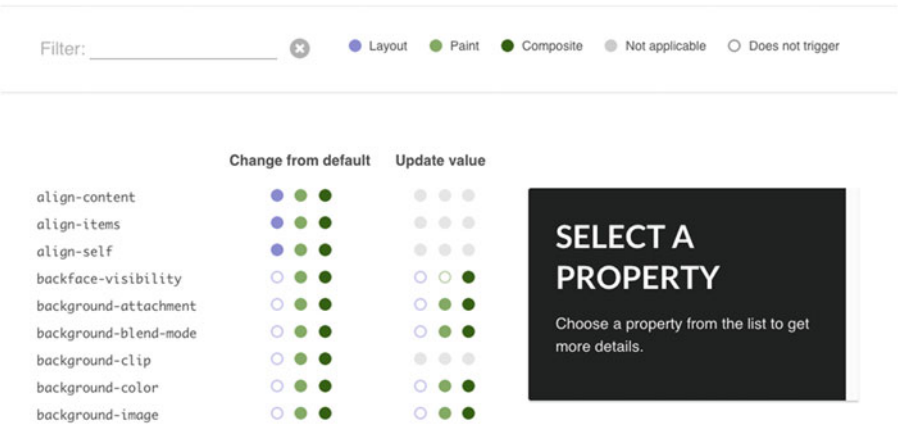 Filter:
Layout Paint Composite Not applicable Does not trigger
Change from default Update value
align-content
align-items
align-self
backface-visibility
background-attachment
background-blend-mode
background-clip
background-color
background-image
SELECT A
PROPERTY
Choose a property from the list to get
more details.